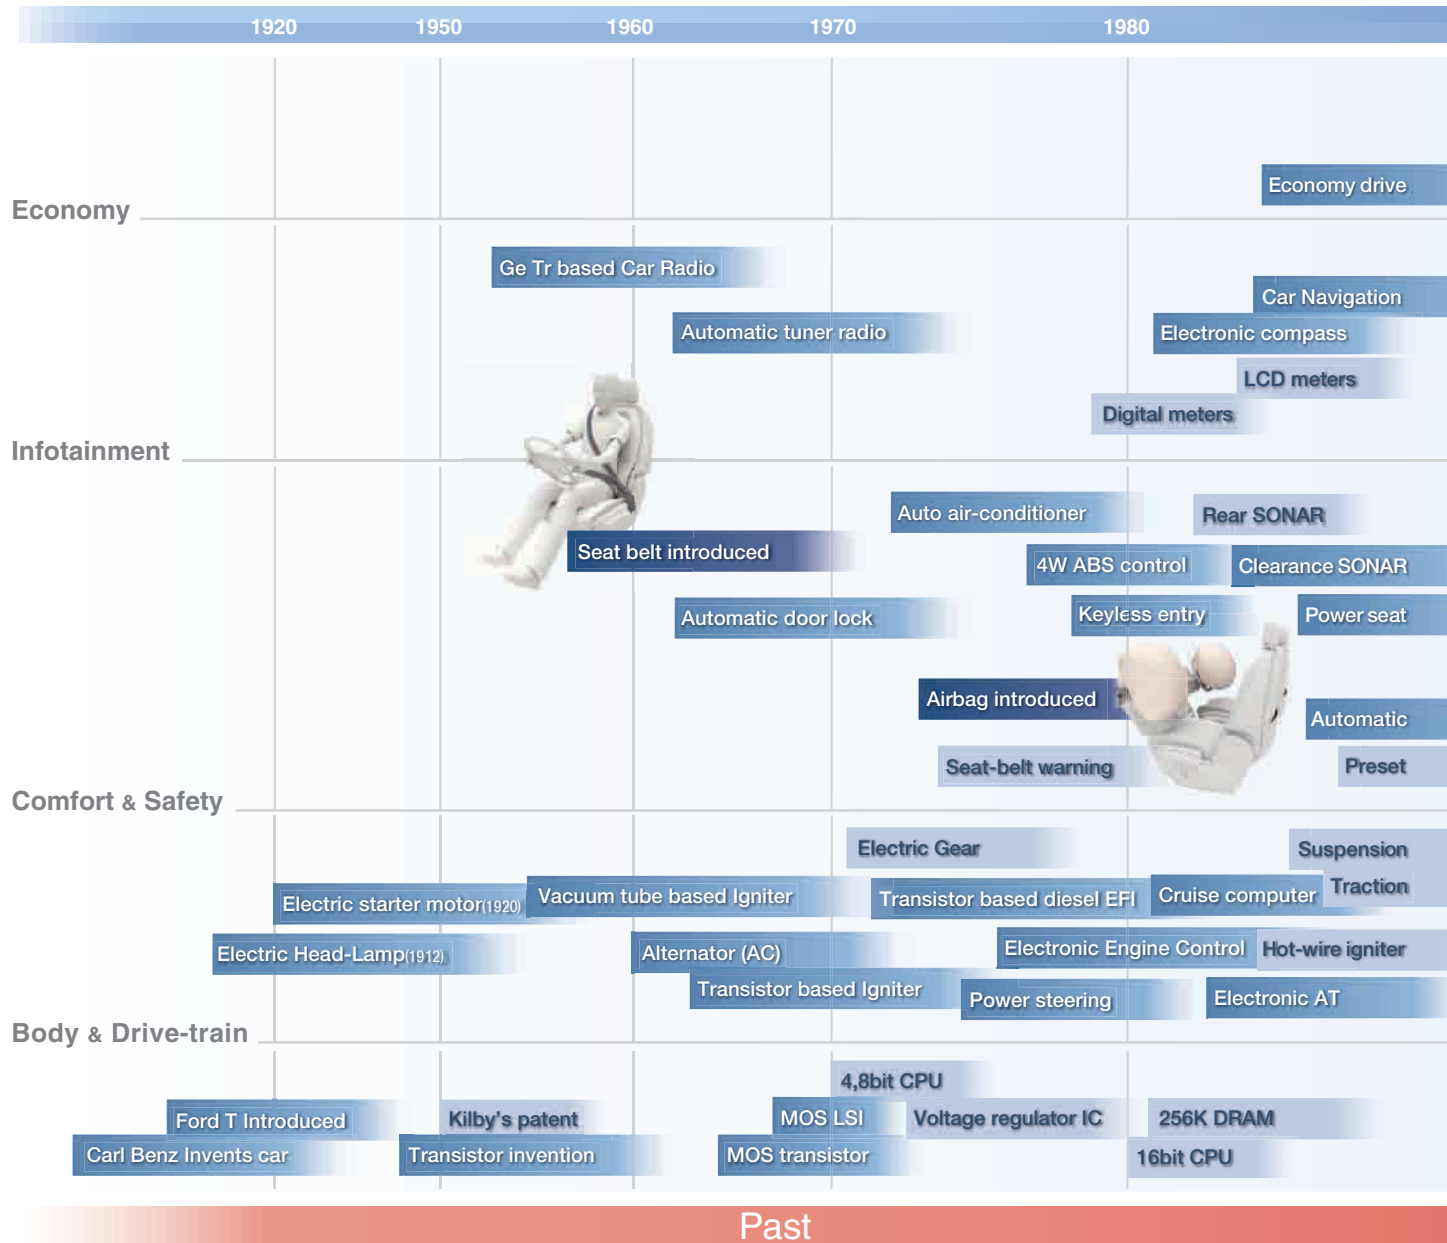 1920 1950 1960 1970 1980
Economy drive
Economy
Ge Tr based Car Radio
Car Navigation
Automatic tuner radio
Electronic compass
LCD meters
Digital meters
Infotainment
Auto air-conditioner
Rear SONAR
Seat belt introduced
4W ABS control
Clearance SONAR
Automatic door lock
Keyless entry
Power seat
Airbag introduced
Automatic
Seat-belt warning
Preset
Comfort & Safety
Electric Gear
Suspension
Electric starter motor(1920)
Vacuum tube based Igniter
Transistor based diesel EFI
Cruise computer
Traction
Electric Head-Lamp(1912)
Alternator (AC)
Electronic Engine Control
Hot-wire igniter
Transistor based Igniter
Power steering
Electronic AT
Body & Drive-train
4,8bit CPU
Ford T Introduced
Kilby's patent
MOS LSI
Voltage regulator IC
256K DRAM
Carl Benz Invents car
Transistor invention
MOS transistor
16bit CPU
Past